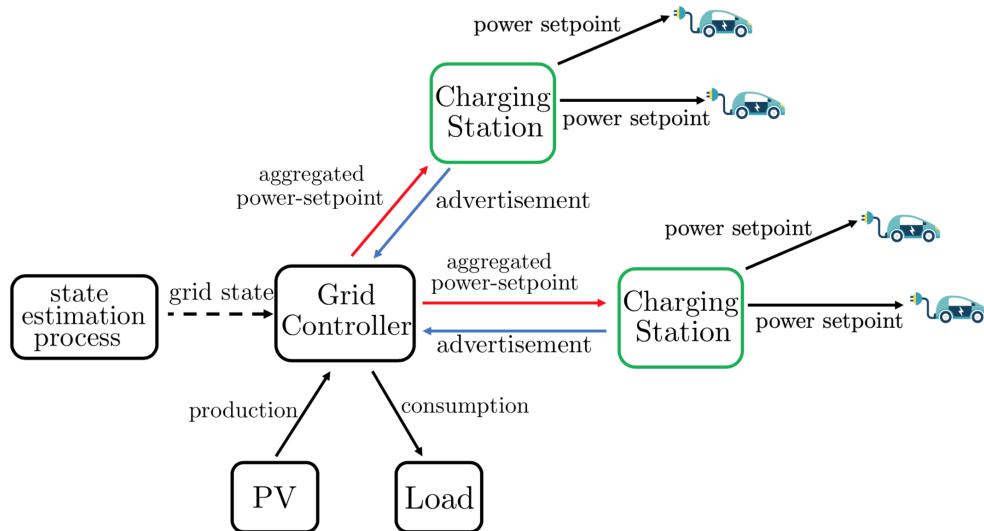 power setpoint
Charging
Station
power setpoint
aggregated
power-setpoint
advertisement
power setpoint
state
estimation
process
grid state
Grid
Controller
aggregated
power-setpoint
advertisement
Charging
Station
power setpoint
production
consumption
PV
Load